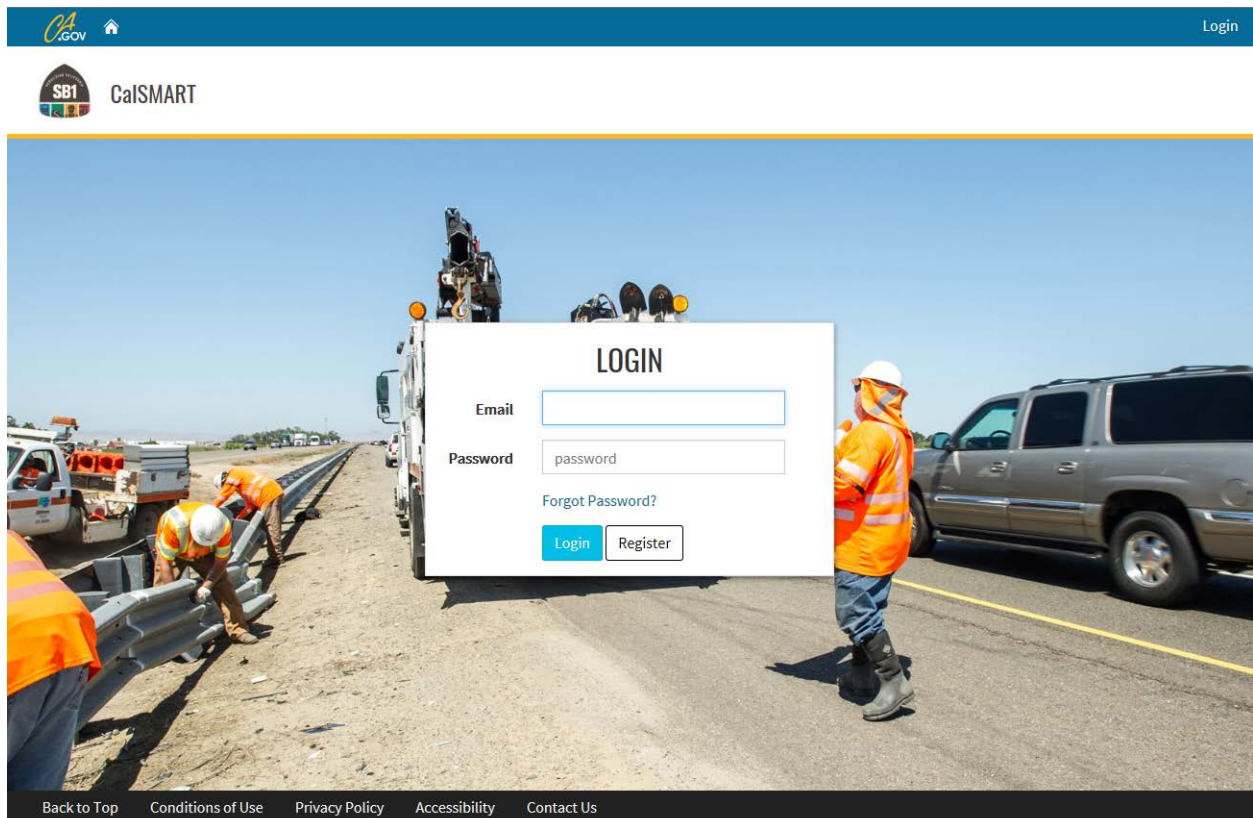 CA.GOV
Login
SB1
CalSMART
LOGIN
Email
Password
password
Forgot Password?
Login
Register
Back to Top
Conditions of Use
Privacy Policy
Accessibility
Contact Us